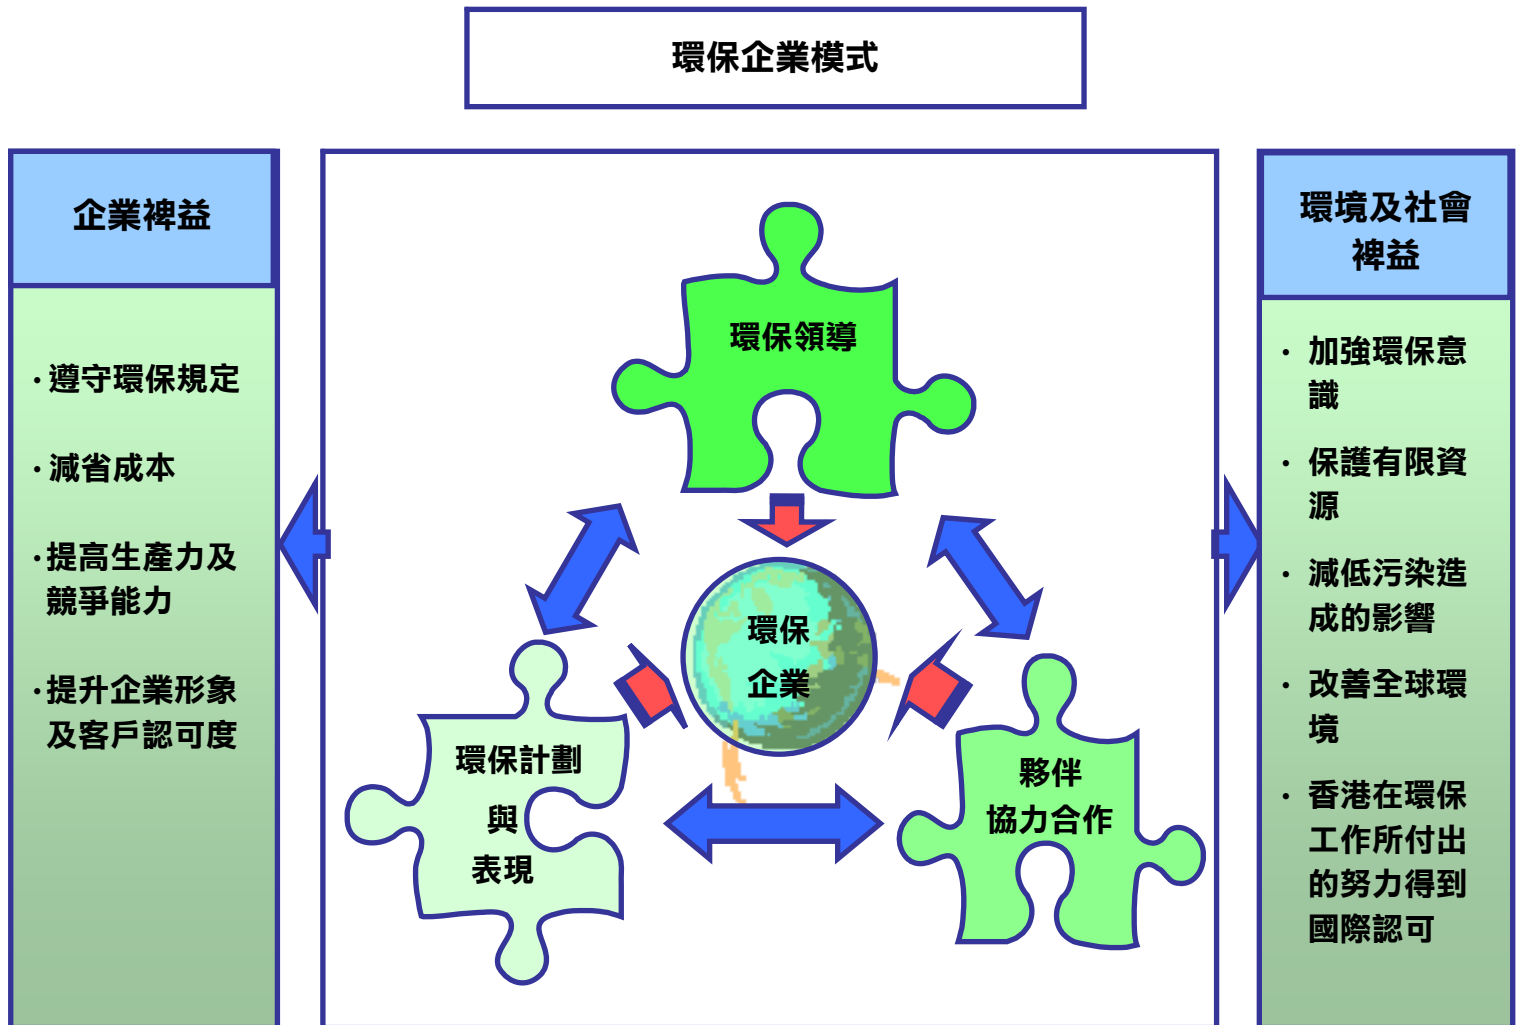 環保企業模式
企業裨益
·遵守環保規定
·減省成本
·提高生產力及
競爭能力
·提升企業形象
及客戶認可度
環保領導
環保
企業
環保計劃
與
表現
夥伴
協力合作
環境及社會
裨益
· 加強環保意
識
· 保護有限資
源
· 減低污染造
成的影響
· 改善全球環
境
· 香港在環保
工作所付出
的努力得到
國際認可